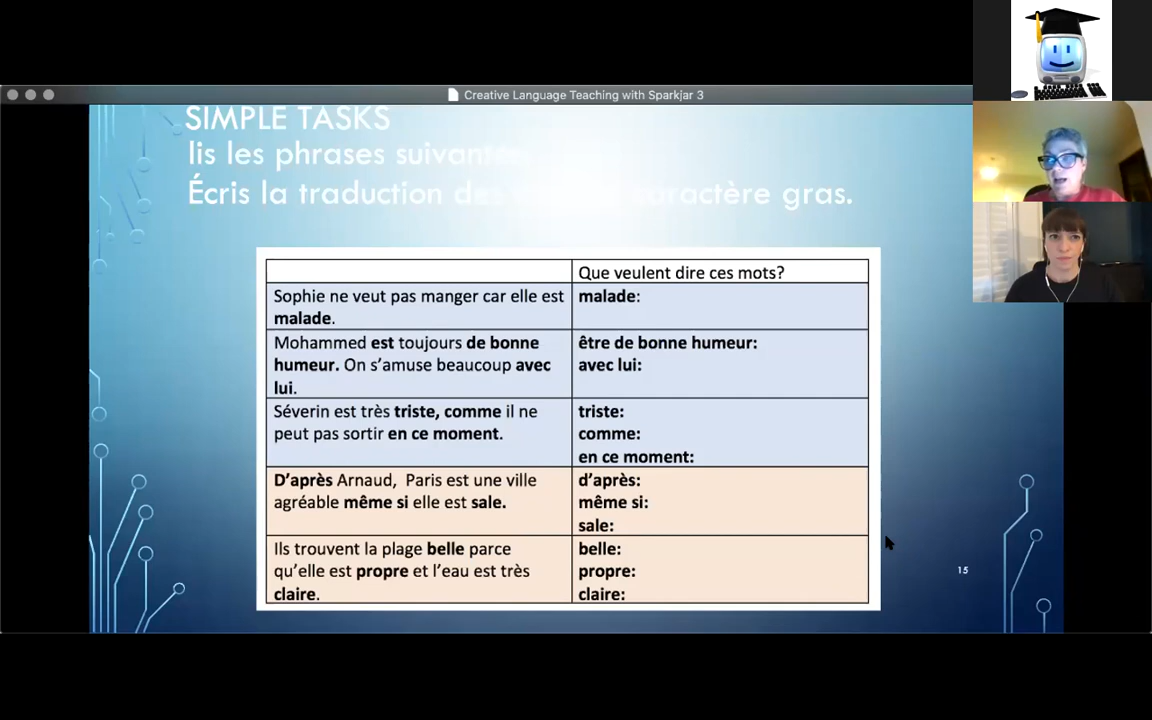 Creative Language Teaching with Sparkjar 3
SIMPLE TASKS
lis les phrases suivantes
Écris la traduction des caractère gras.
Que veulent dire ces mots?
Sophie ne veut pas manger car elle est
malade.
malade:
Mohammed est toujours de bonne
humeur. On s'amuse beaucoup avec
lui.
être de bonne humeur:
avec lui:
Séverin est très triste, comme il ne
peut pas sortir en ce moment.
triste:
comme:
en ce moment:
D'après Arnaud, Paris est une ville
agréable même si elle est sale.
d'après:
même si:
sale:
Ils trouvent la plage belle parce
qu'elle est propre et l'eau est très
claire.
belle:
propre:
claire:
15